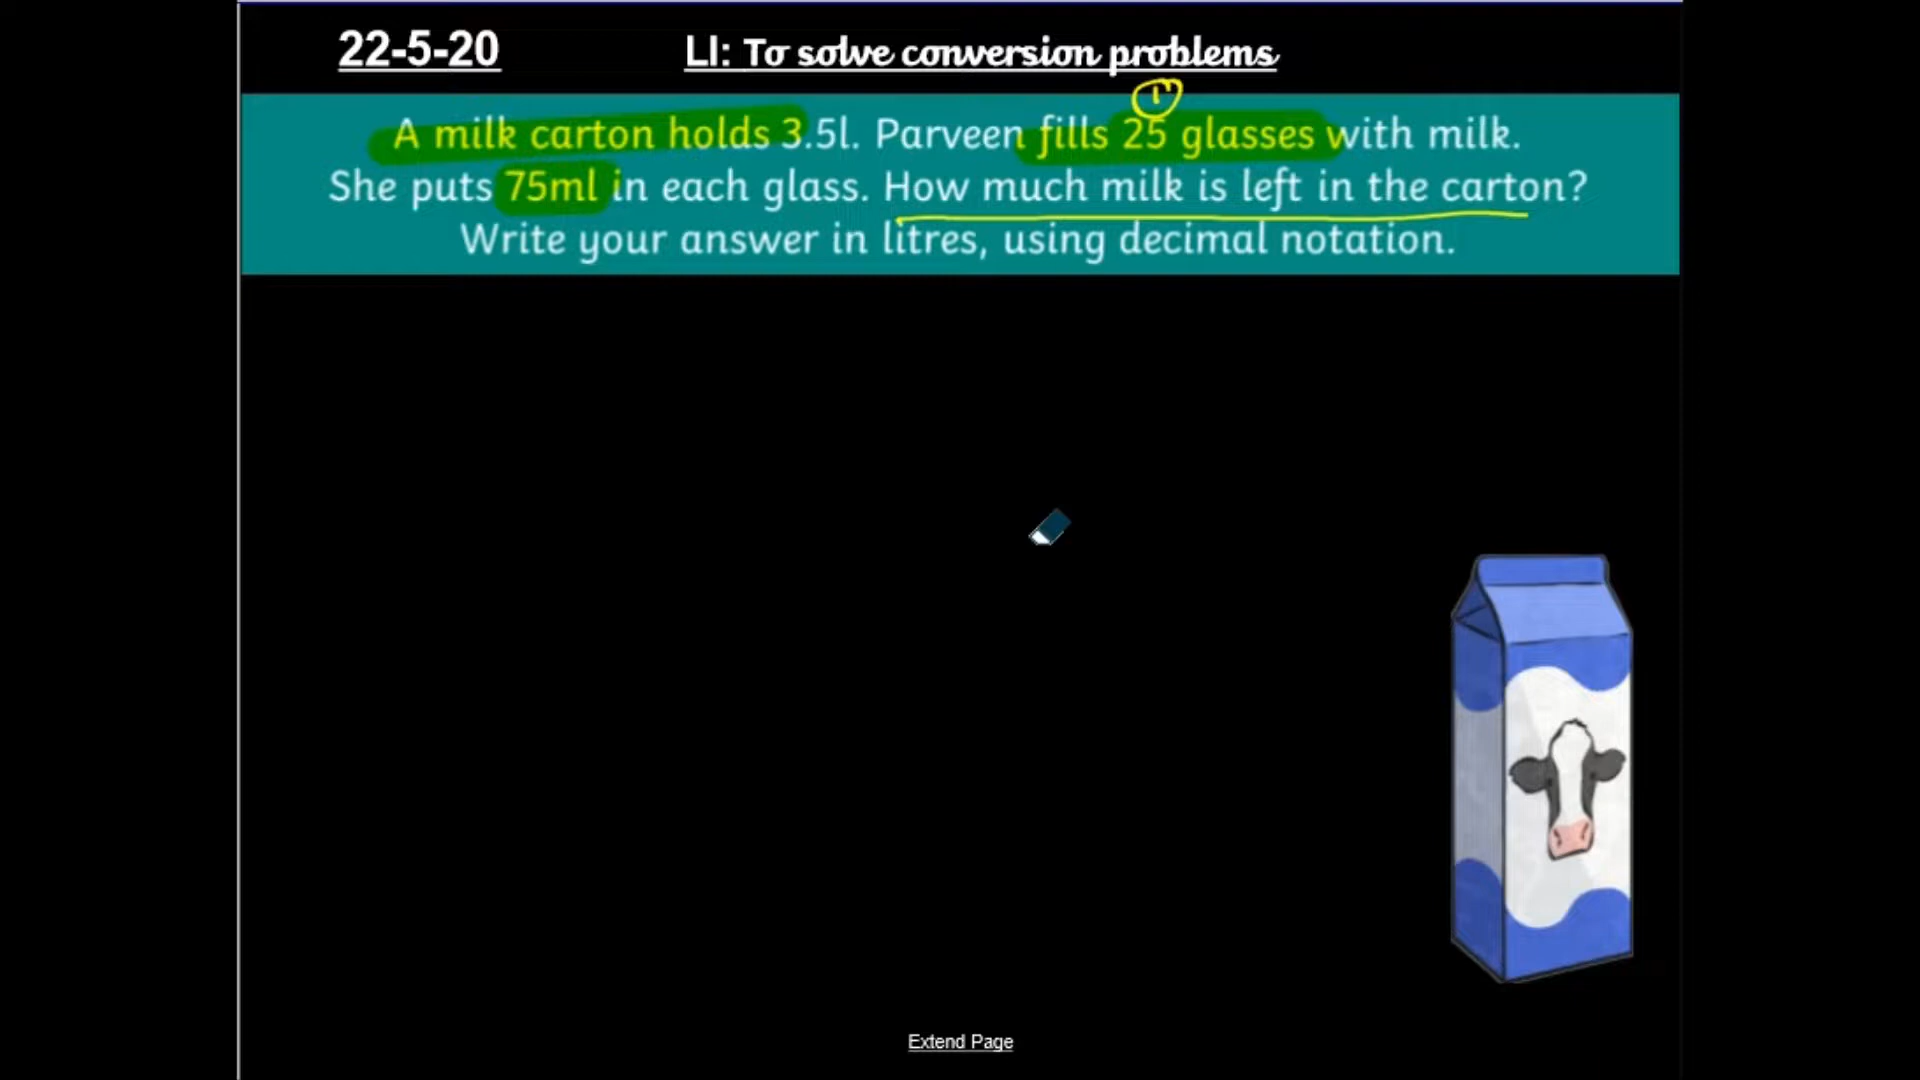 22-5-20 LI: To solve conversion problems
1
A milk carton holds 3.5l. Parveen fills 25 glasses with milk.
She puts 75ml in each glass. How much milk is left in the carton?
Write your answer in litres, using decimal notation.
Extend Page